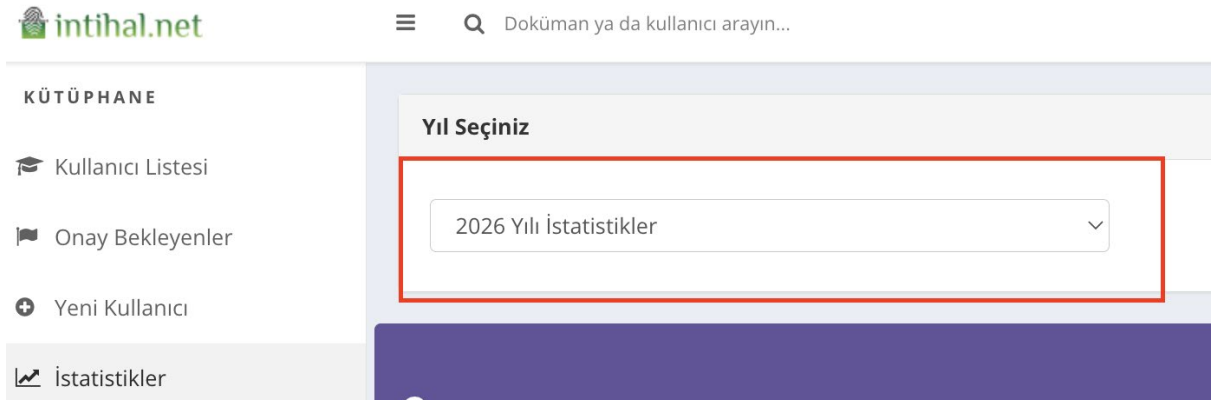 intihal.net
Doküman ya da kullanıcı arayın...
KÜTÜPHANE
Yıl Seçiniz
Kullanıcı Listesi
2026 Yılı İstatistikler
Onay Bekleyenler
Yeni Kullanıcı
İstatistikler